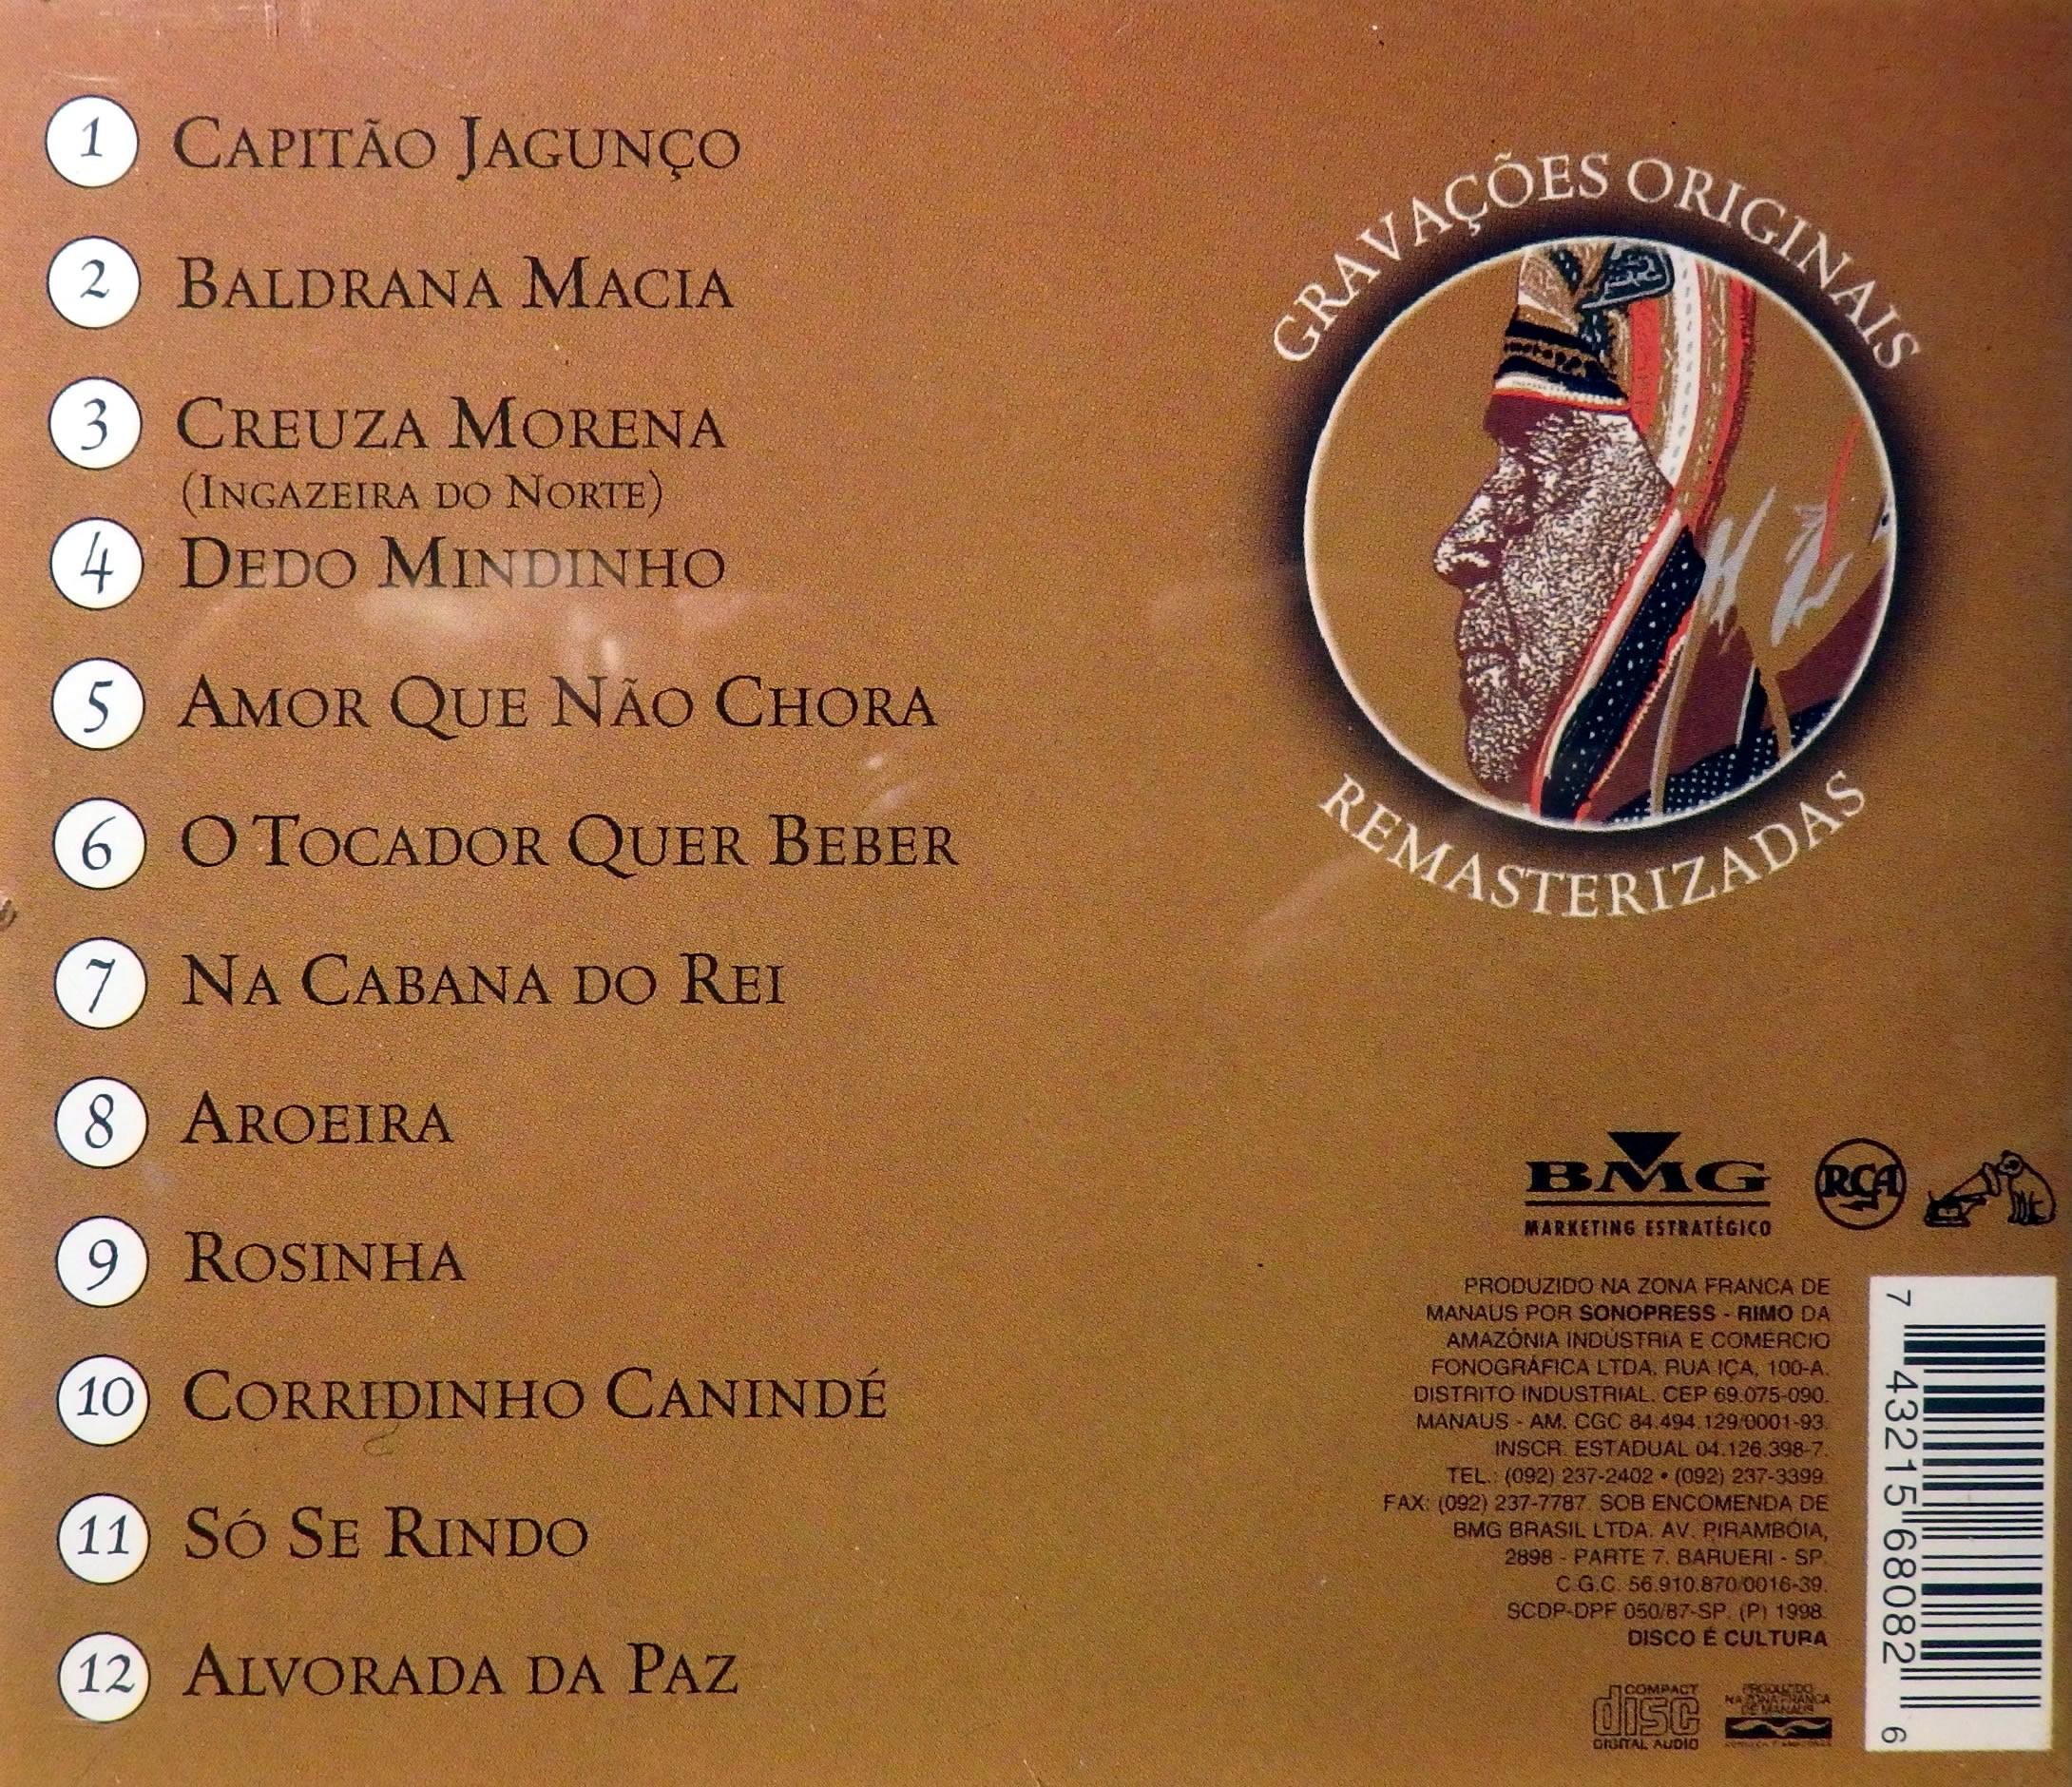 1 CAPITÃO JAGUNÇO
2 BALDRANA MACIA
3 CREUZA MORENA
(INGAZEIRA DO NORTE)
4 DEDO MINDINHO
5 AMOR QUE NÃO CHORA
6 O TOCADOR QUER BEBER
7 NA CABANA DO REI
8 AROEIRA
9 ROSINHA
10 CORRIDINHO CANINDÉ
11 SÓ SE RINDO
12 ALVORADA DA PAZ
GRAVAÇÕES ORIGINAIS
REMASTERIZADAS
BMG
MARKETING ESTRATÉGICO
RCA
PRODUZIDO NA ZONA FRANCA DE
MANAUS POR SONOPRESS - RIMO DA
AMAZÔNIA INDÚSTRIA E COMÉRCIO
FONOGRÁFICA LTDA. RUA IÇA, 100-A.
DISTRITO INDUSTRIAL. CEP 69.075-090.
MANAUS - AM. CGC 84.494.129/0001-93.
INSCR. ESTADUAL 04.126.398-7.
TEL.: (092) 237-2402 • (092) 237-3399.
FAX: (092) 237-7787. SOB ENCOMENDA DE
BMG BRASIL LTDA. AV. PIRAMBÓIA,
2898 - PARTE 7. BARUERI - SP.
C.G.C. 56.910.870/0016-39.
SCDP-DPF 050/87-SP. (P) 1998.
DISCO É CULTURA
COMPACT
disc
DIGITAL AUDIO
PRODUZIDO
NA ZONA FRANCA
DE MANAUS
7 43215 68082 6